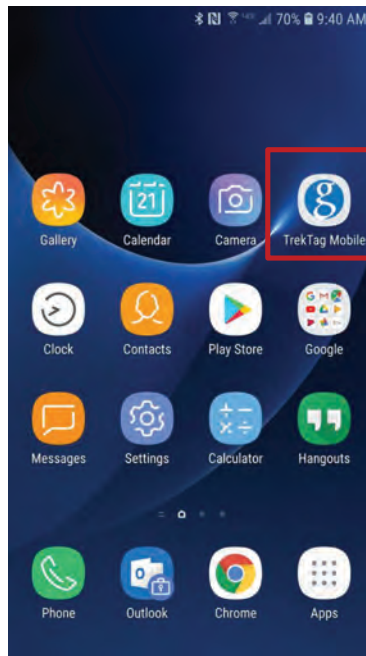 70% 9:40 AM
21
g
Gallery Calendar Camera TrekTag Mobile
Clock Contacts Play Store Google
Messages Settings Calculator Hangouts
Phone Outlook Chrome Apps